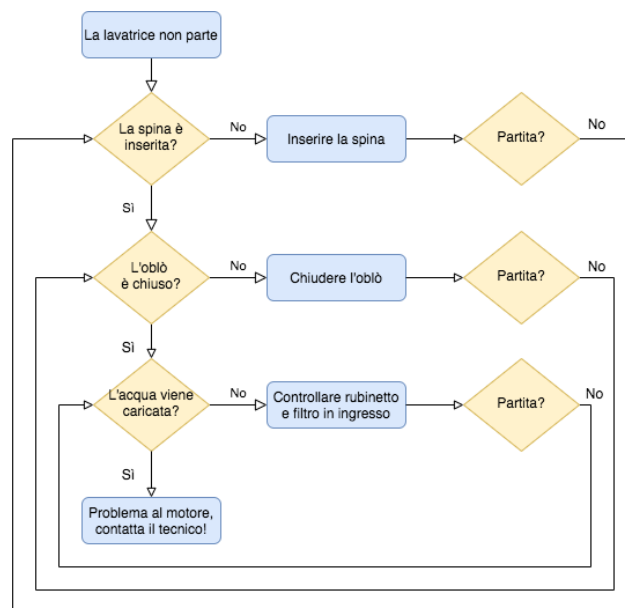 La lavatrice non parte
La spina è
inserita?
No
Inserire la spina
Partita?
No
Sì
L'oblò
è chiuso?
No
Chiudere l'oblò
Partita?
No
Sì
L'acqua viene
caricata?
No
Controllare rubinetto
e filtro in ingresso
Partita?
No
Sì
Problema al motore,
contatta il tecnico!